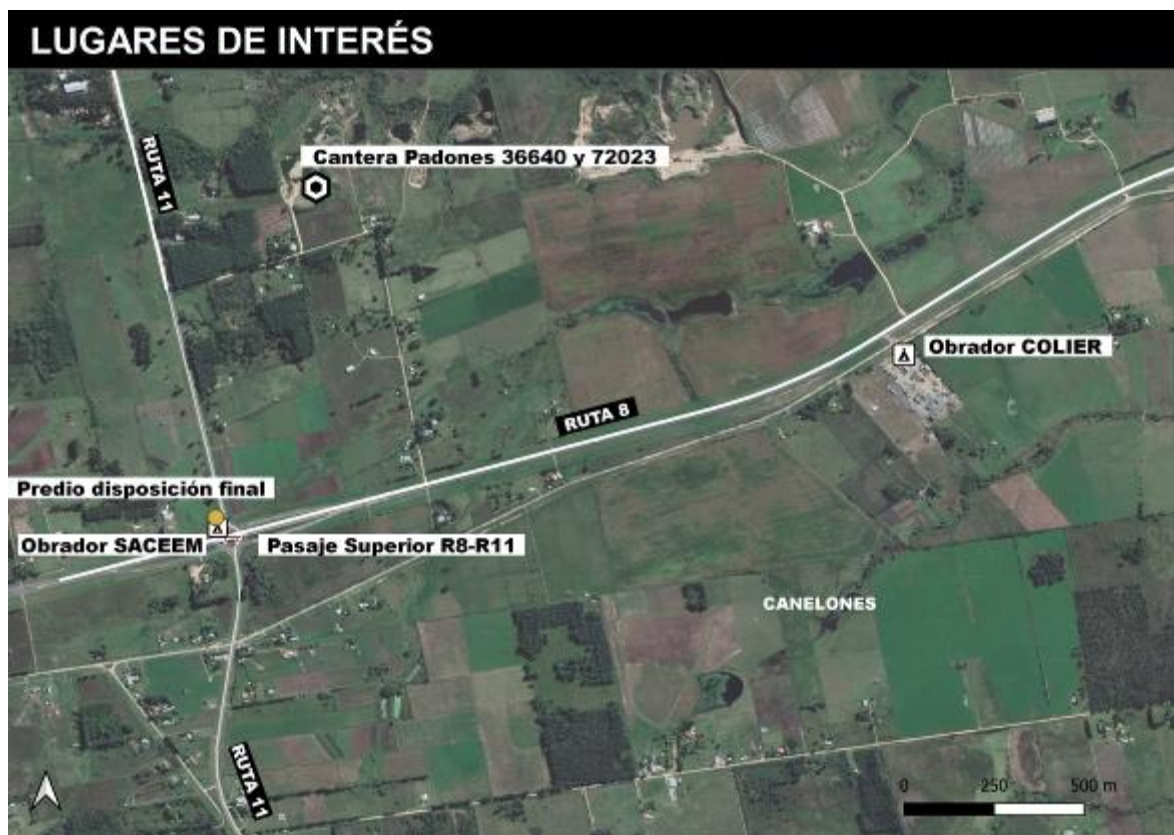 LUGARES DE INTERÉS
RUTA 11
Cantera Padones 36640 y 72023
Obrador COLIER
RUTA 8
Predio disposición final
Obrador SACEEM
Pasaje Superior R8-R11
CANELONES
RUTA 11
0 250 500 m